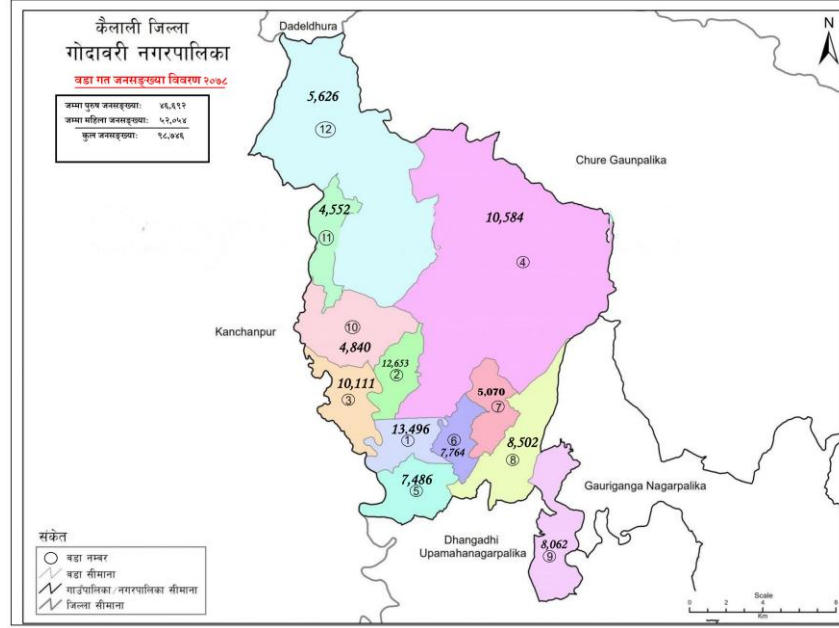 कैलाली जिल्ला
गोदावरी नगरपालिका
वडा गत जनसङ्ख्या विवरण २०७८
जम्मा पुरुष जनसङ्ख्या: ४६,६९२
जम्मा महिला जनसङ्ख्या: ५२,०५४
कुल जनसङ्ख्या: ९८,७४६
Dadeldhura
N
5,626
12
Chure Gaunpalika
4,552
11
10,584
4
Kanchanpur
10
4,840
12,653
2
10,111
3
5,070
7
13,496
1
6
7,764
8,502
8
7,486
5
Gauriganga Nagarpalika
Dhangadhi
Upamahanagarpalika
8,062
9
संकेत
वडा नम्बर
वडा सीमाना
गाउँपालिका/नगरपालिका सीमाना
जिल्ला सीमाना
Scale
0 2 4 8
Km